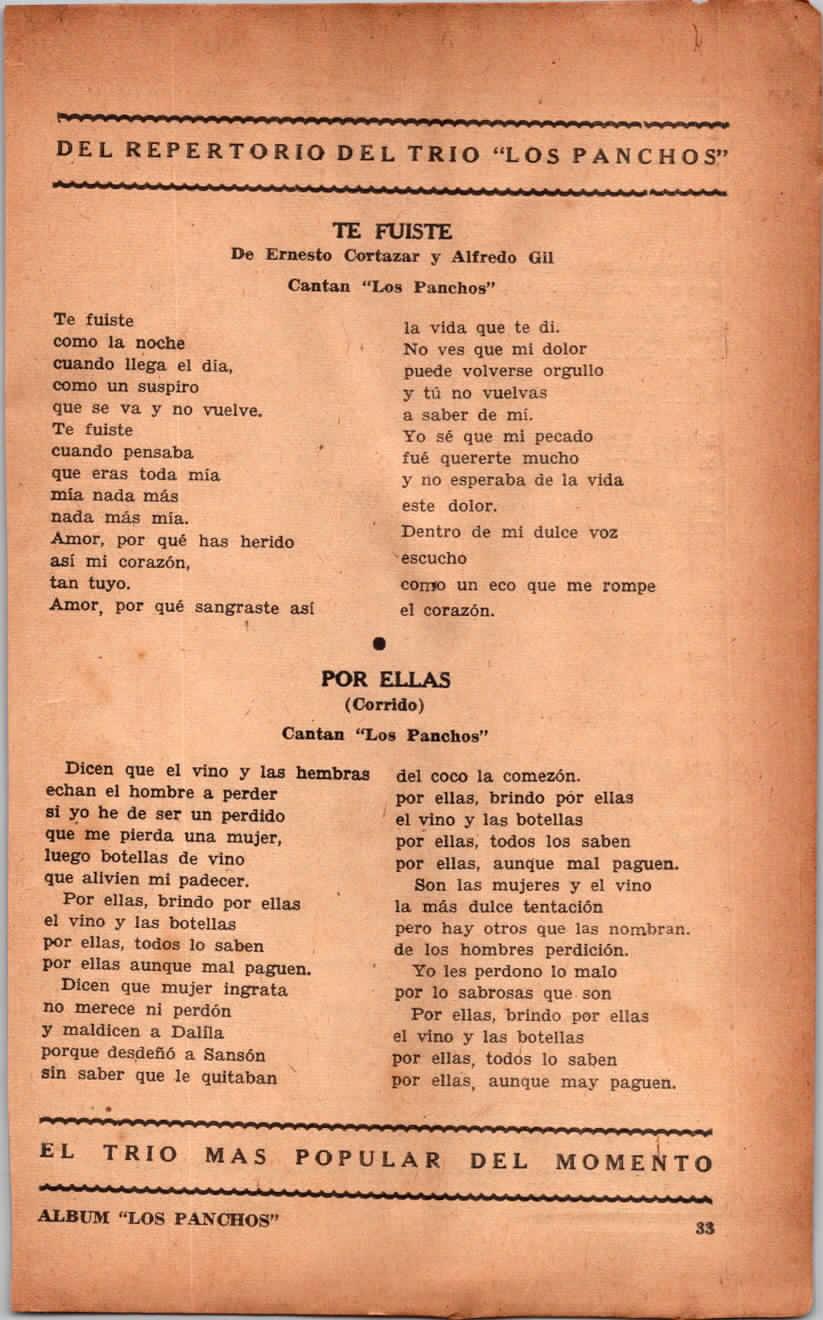 DEL REPERTORIO DEL TRIO “LOS PANCHOS”
TE FUISTE
De Ernesto Cortazar y Alfredo Gil
Cantan “Los Panchos”
Te fuiste
como la noche
cuando llega el día,
como un suspiro
que se va y no vuelve.
Te fuiste
cuando pensaba
que eras toda mía
mía nada más
nada más mía.
Amor, por qué has herido
así mi corazón,
tan tuyo.
Amor, por qué sangraste así
la vida que te di.
No ves que mi dolor
puede volverse orgullo
y tú no vuelvas
a saber de mí.
Yo sé que mi pecado
fué quererte mucho
y no esperaba de la vida
este dolor.
Dentro de mi dulce voz
escucho
como un eco que me rompe
el corazón.
POR ELLAS
(Corrido)
Cantan “Los Panchos”
Dicen que el vino y las hembras
echan el hombre a perder
si yo he de ser un perdido
que me pierda una mujer,
luego botellas de vino
que alivien mi padecer.
Por ellas, brindo por ellas
el vino y las botellas
por ellas, todos lo saben
por ellas aunque mal paguen.
Dicen que mujer ingrata
no merece ni perdón
y maldicen a Dalila
porque desdeñó a Sansón
sin saber que le quitaban
del coco la comezón.
por ellas, brindo por ellas
el vino y las botellas
por ellas, todos los saben
por ellas, aunque mal paguen.
Son las mujeres y el vino
la más dulce tentación
pero hay otros que las nombran.
de los hombres perdición.
Yo les perdono lo malo
por lo sabrosas que son
Por ellas, brindo por ellas
el vino y las botellas
por ellas, todos lo saben
por ellas, aunque may paguen.
EL TRIO MAS POPULAR DEL MOMENTO
ALBUM “LOS PANCHOS”
33